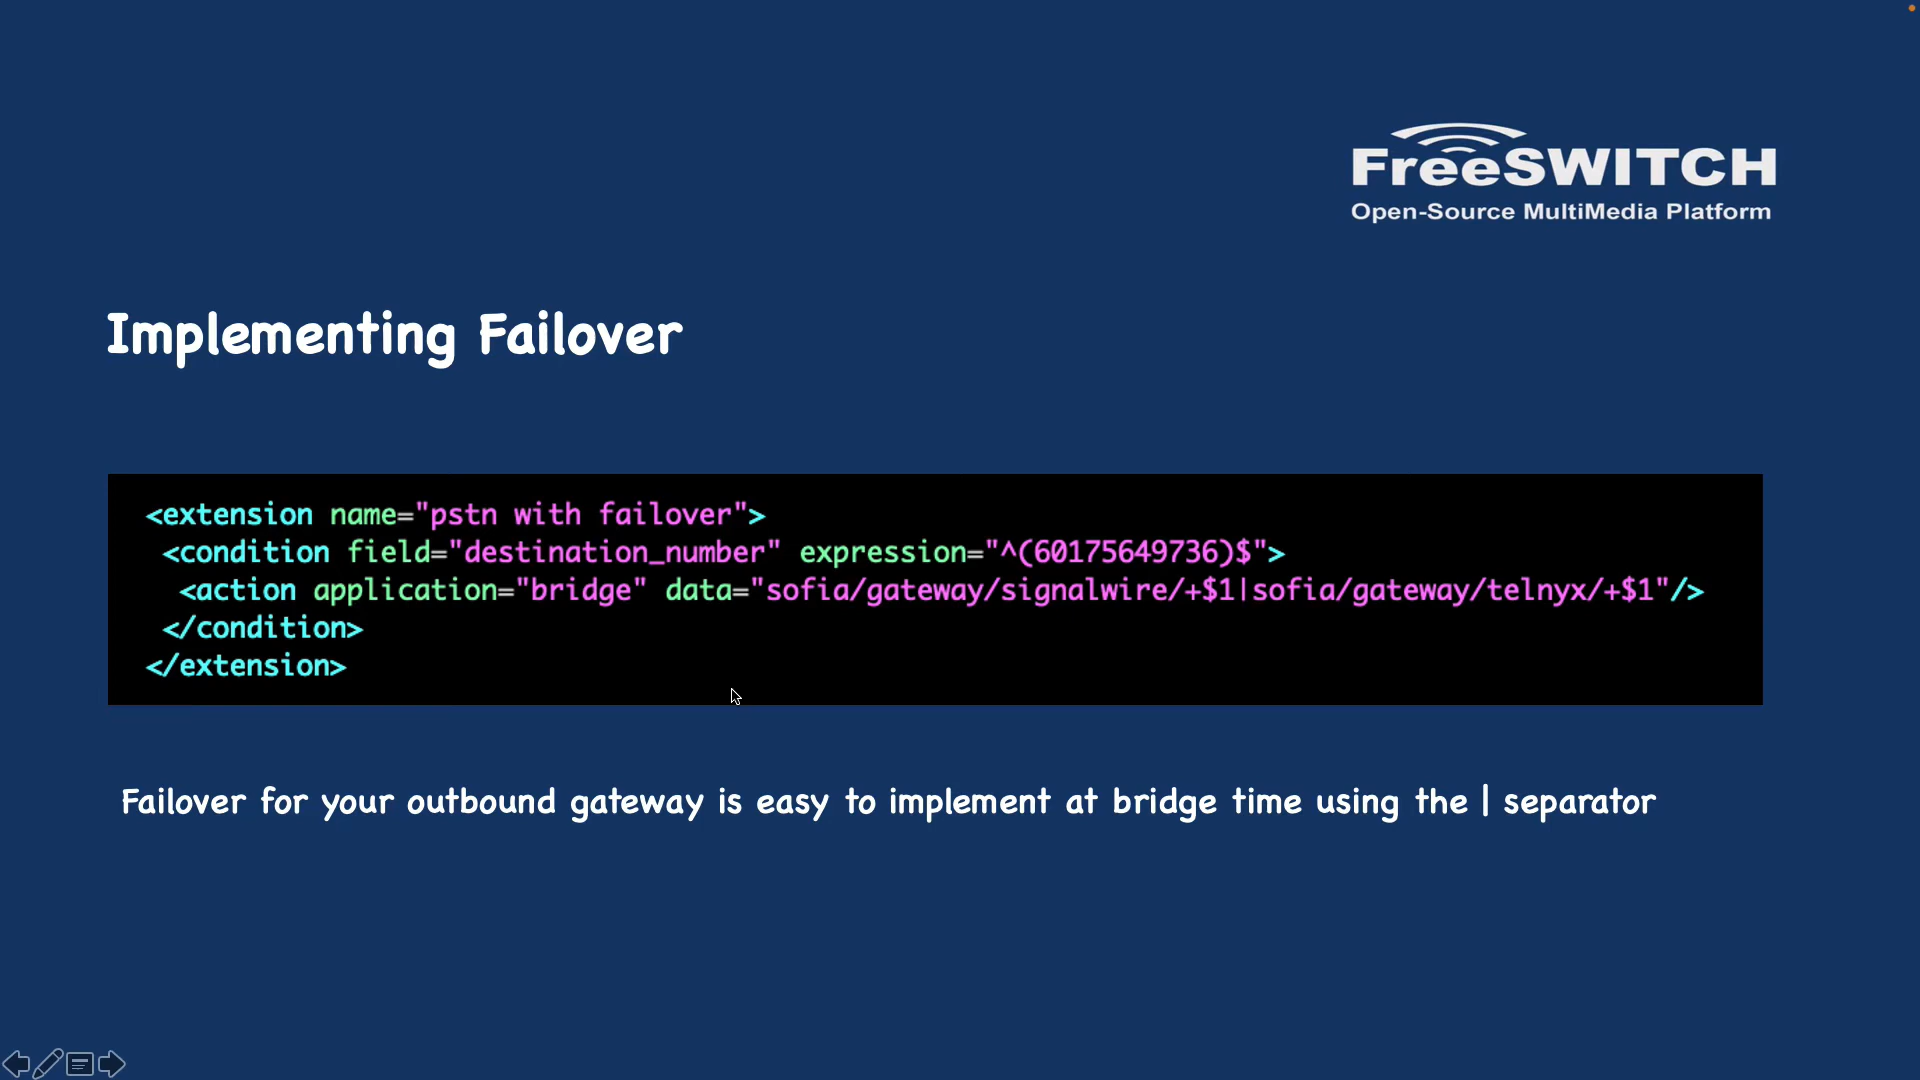 FreeSWITCH
Open-Source MultiMedia Platform
Implementing Failover
<extension name="pstn with failover">
<condition field="destination_number" expression="^(60175649736)$">
<action application="bridge" data="sofia/gateway/signalwire/+$1|sofia/gateway/telnyx/+$1"/>
</condition>
</extension>
Failover for your outbound gateway is easy to implement at bridge time using the | separator